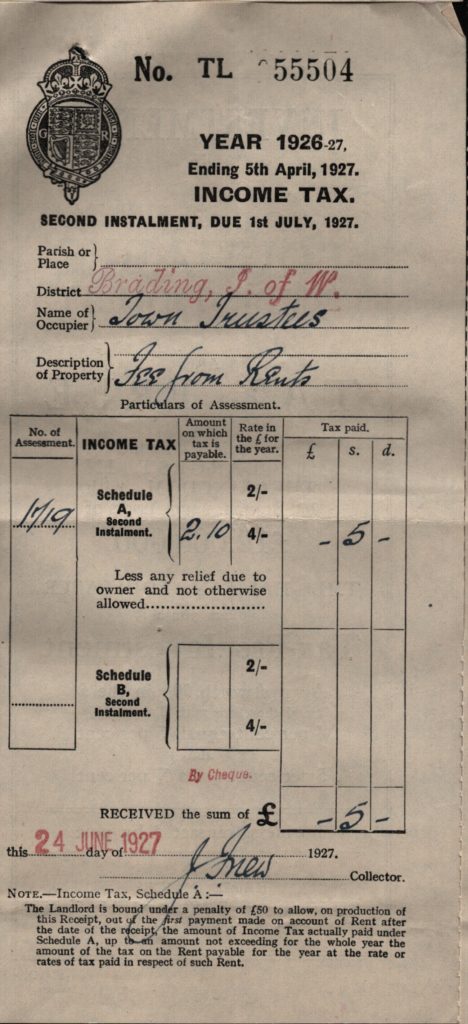 No. TL 55504
G R
YEAR 1926-27,
Ending 5th April, 1927.
INCOME TAX.
SECOND INSTALMENT, DUE 1st JULY, 1927.
Parish or
Place
District Brading, I. of W.
Name of
Occupier Town Trustees
Description
of Property Fee from Rents
Particulars of Assessment.
No. of
Assessment.
INCOME TAX
Amount
on which
tax is
payable.
Rate in
the £ for
the year.
Tax paid.
£ s. d.
Schedule
A,
Second
Instalment.
2/-
1719 2.10 4/- - 5 -
Less any relief due to
owner and not otherwise
allowed
Schedule
B,
Second
Instalment.
2/-
4/-
By Cheque.
RECEIVED the sum of £ - 5 -
this 24 JUNE 1927 day of 1927.
Collector.
NOTE.—Income Tax, Schedule A :—
The Landlord is bound under a penalty of £50 to allow, on production of
this Receipt, out of the first payment made on account of Rent after
the date of the receipt, the amount of Income Tax actually paid under
Schedule A, up to an amount not exceeding for the whole year the
amount of the tax on the Rent payable for the year at the rate or
rates of tax paid in respect of such Rent.